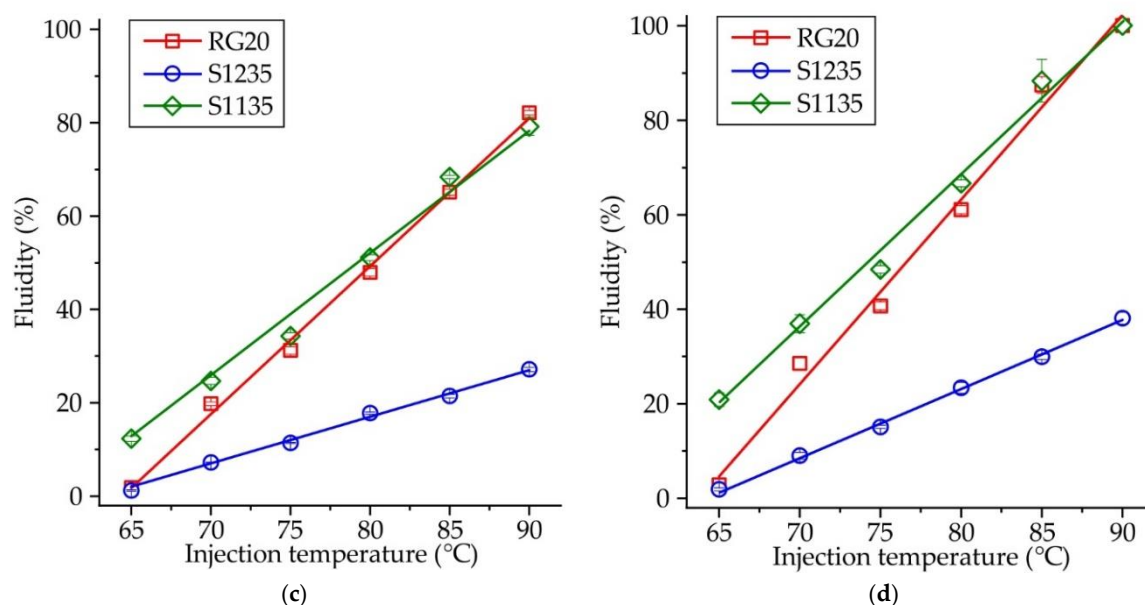 100
80
60
40
20
0
Fluidity (%)
RG20
S1235
S1135
65 70 75 80 85 90
Injection temperature (°C)
(c)
100
80
60
40
20
0
Fluidity (%)
RG20
S1235
S1135
65 70 75 80 85 90
Injection temperature (°C)
(d)